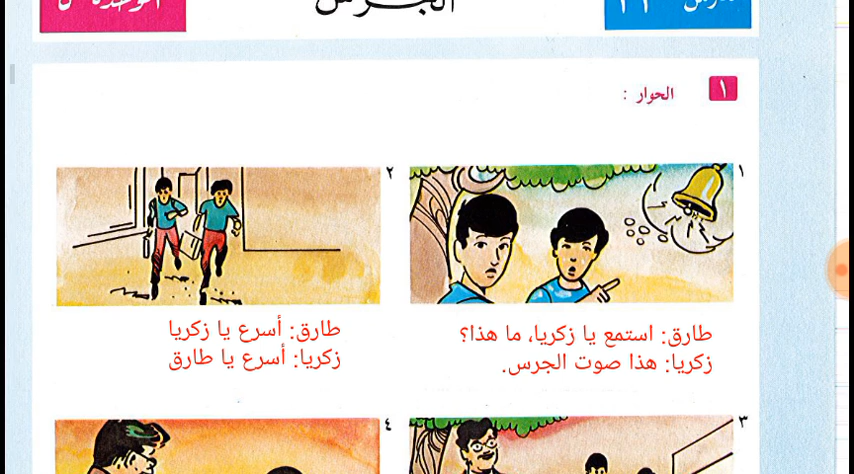 الجرس
١
الحوار :
١
طارق: استمع يا زكريا، ما هذا؟
زكريا: هذا صوت الجرس.
٢
طارق: أسرع يا زكريا
زكريا: أسرع يا طارق
٣
٤